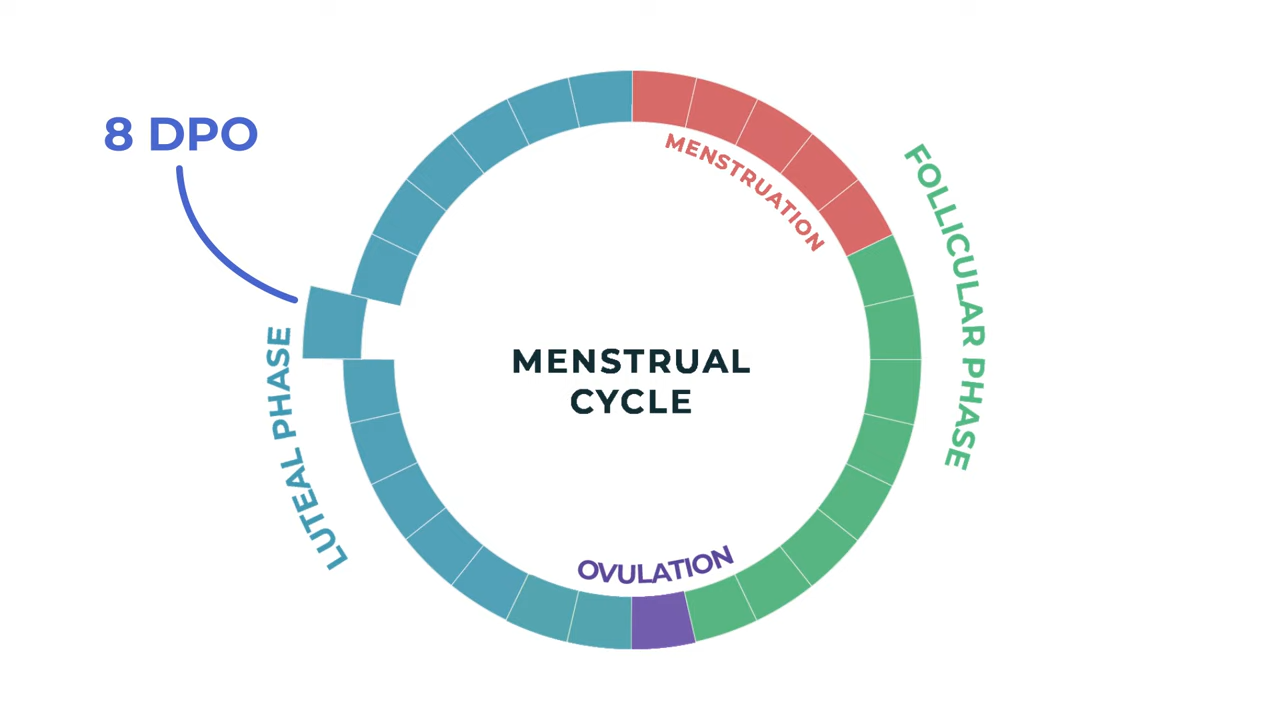 8 DPO
MENSTRUATION
FOLLICULAR PHASE
MENSTRUAL
CYCLE
LUTEAL PHASE
OVULATION